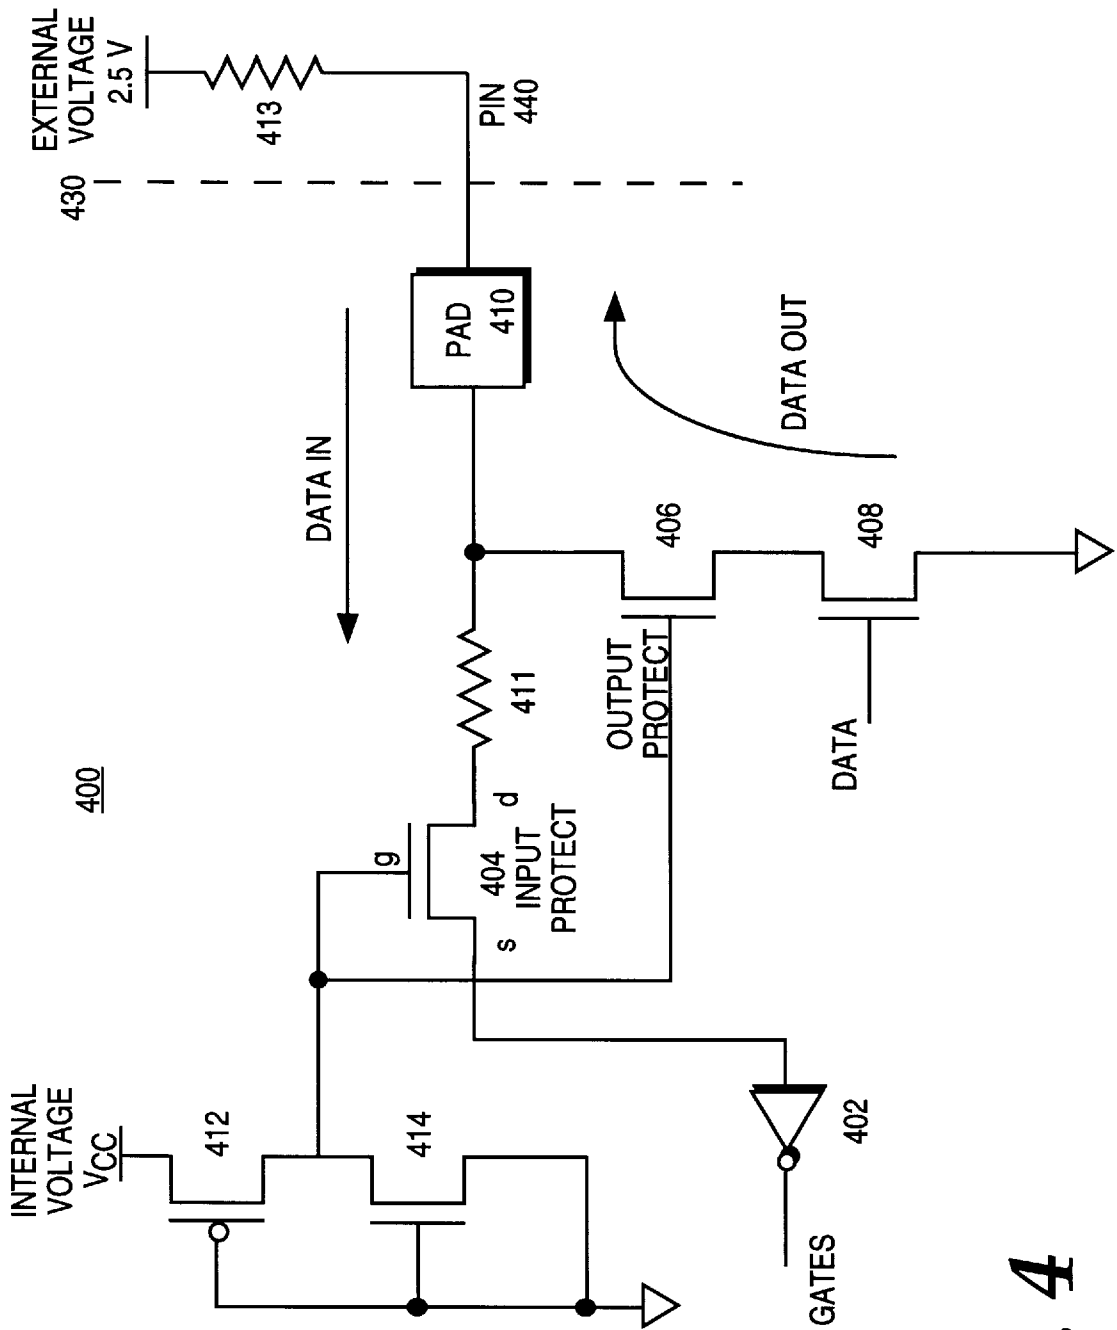 EXTERNAL
VOLTAGE
2.5 V
430
413
PIN
440
PAD
410
DATA IN
DATA OUT
406
408
411
OUTPUT
PROTECT
DATA
400
d
g
404
INPUT
PROTECT
s
INTERNAL
VOLTAGE
VCC
412
414
402
GATES
4